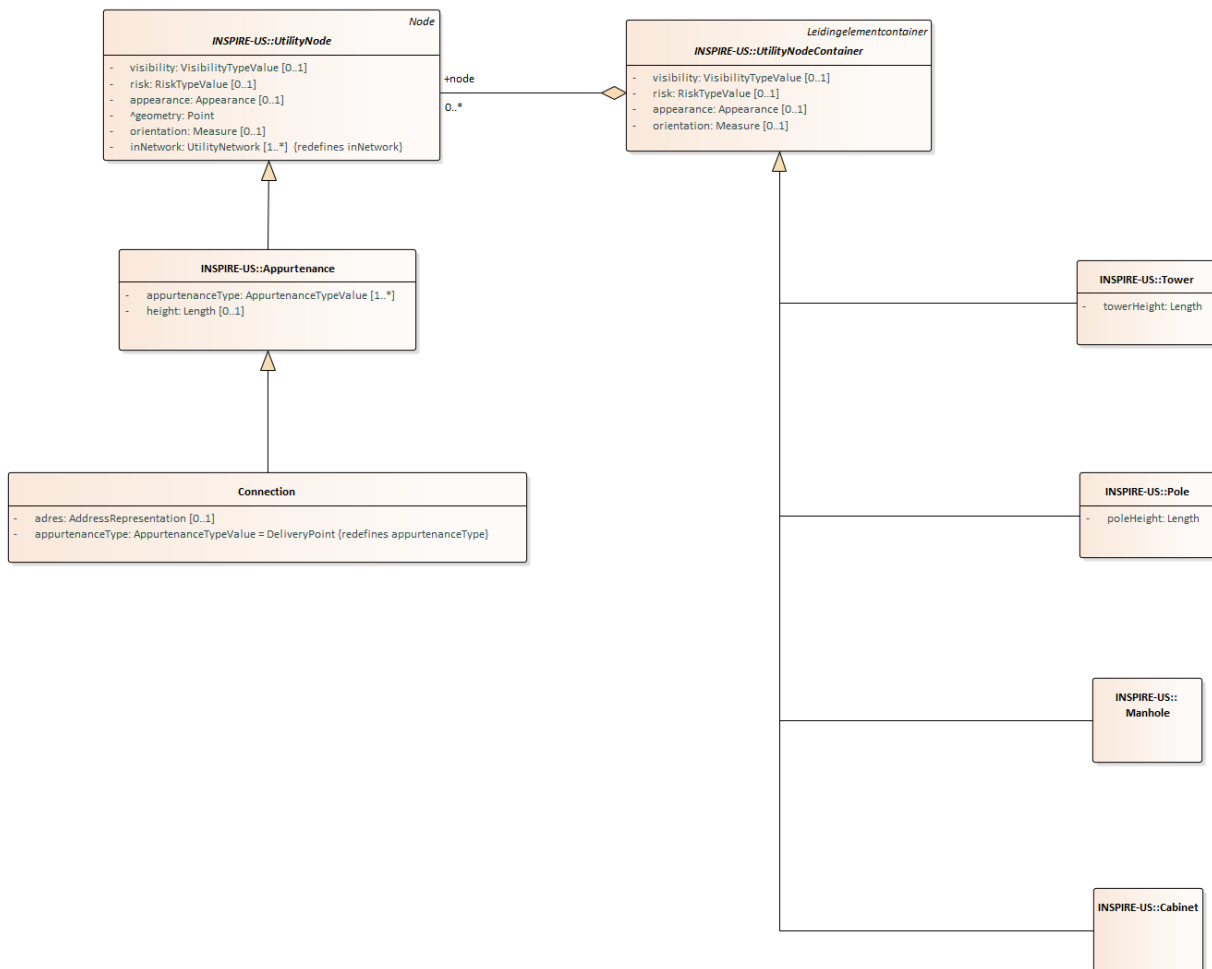 Node
INSPIRE-US::UtilityNode
- visibility: VisibilityTypeValue [0..1]
- risk: RiskTypeValue [0..1]
- appearance: Appearance [0..1]
- ^geometry: Point
- orientation: Measure [0..1]
- inNetwork: UtilityNetwork [1..*] {redefines inNetwork}
+node
0..*
Leidingelementcontainer
INSPIRE-US::UtilityNodeContainer
- visibility: VisibilityTypeValue [0..1]
- risk: RiskTypeValue [0..1]
- appearance: Appearance [0..1]
- orientation: Measure [0..1]
INSPIRE-US::Appurtenance
- appurtenanceType: AppurtenanceTypeValue [1..*]
- height: Length [0..1]
INSPIRE-US::Tower
- towerHeight: Length
Connection
- adres: AddressRepresentation [0..1]
- appurtenanceType: AppurtenanceTypeValue = DeliveryPoint {redefines appurtenanceType}
INSPIRE-US::Pole
- poleHeight: Length
INSPIRE-US::
Manhole
INSPIRE-US::Cabinet